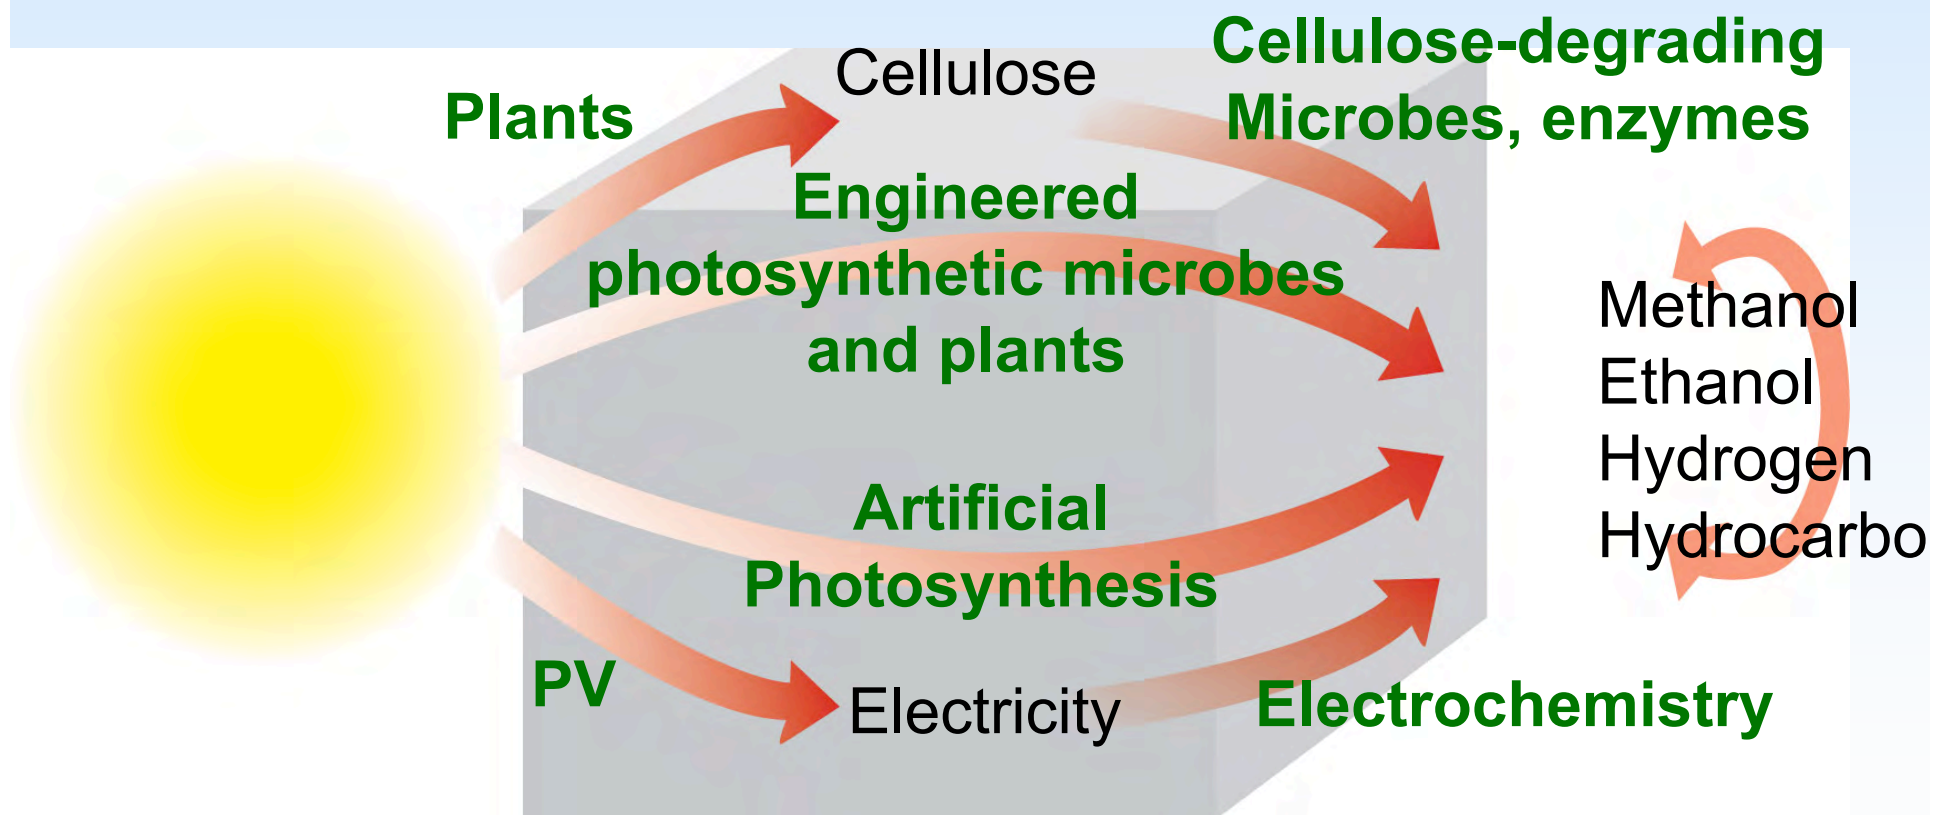 Plants
Cellulose
Cellulose-degrading
Microbes, enzymes
Engineered
photosynthetic microbes
and plants
Artificial
Photosynthesis
PV
Electricity
Electrochemistry
Methanol
Ethanol
Hydrogen
Hydrocarbo